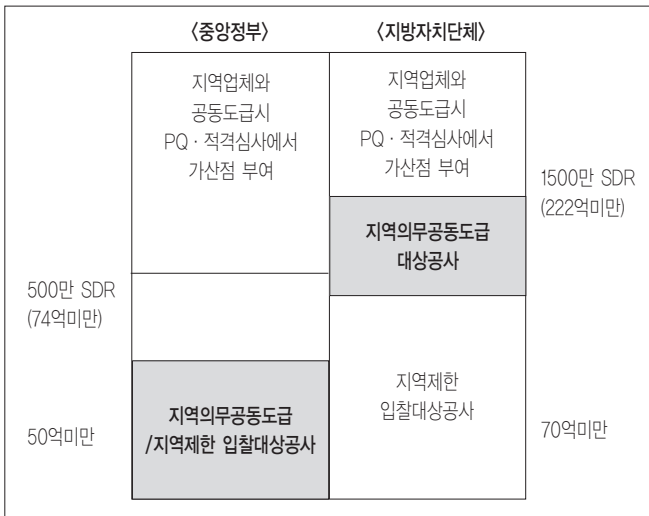 〈중앙정부〉
〈지방자치단체〉
지역업체와
공동도급시
PQ · 적격심사에서
가산점 부여
지역업체와
공동도급시
PQ · 적격심사에서
가산점 부여
1500만 SDR
(222억미만)
지역의무공동도급
대상공사
500만 SDR
(74억미만)
지역의무공동도급
/지역제한 입찰대상공사
50억미만
지역제한
입찰대상공사
70억미만